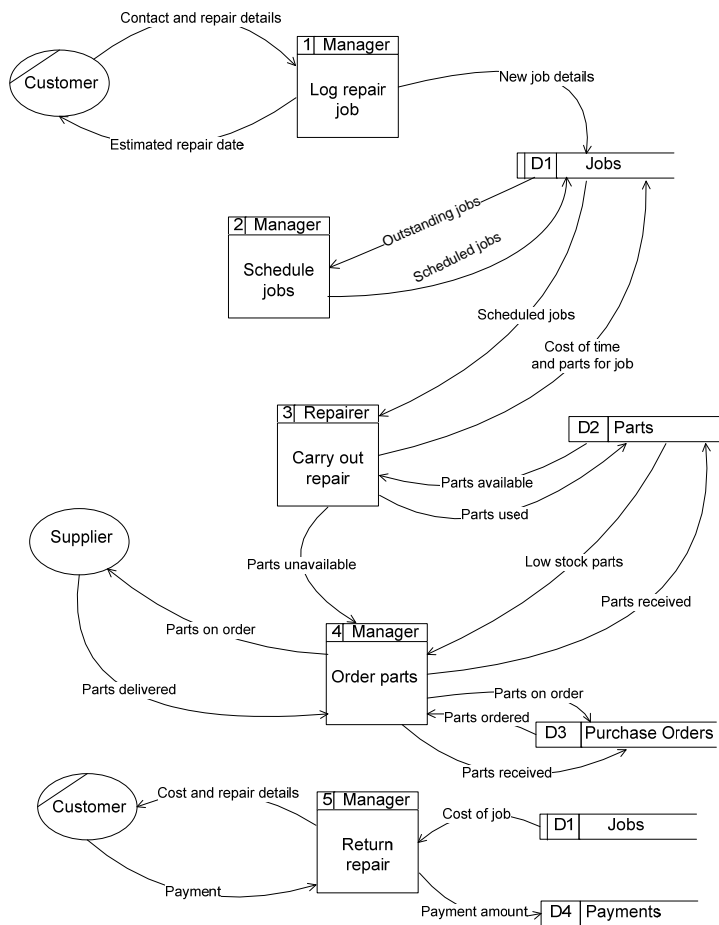 Contact and repair details
1 Manager
Customer
Log repair
job
New job details
Estimated repair date
D1 Jobs
Outstanding jobs
2 Manager
Schedule
jobs
Scheduled jobs
Scheduled jobs
Cost of time
and parts for job
3 Repairer
Carry out
repair
D2 Parts
Parts available
Parts used
Supplier
Parts unavailable
Low stock parts
Parts received
4 Manager
Parts on order
Order parts
Parts delivered
Parts on order
Parts ordered
D3 Purchase Orders
Parts received
5 Manager
Customer
Cost and repair details
Cost of job
D1 Jobs
Return
repair
Payment
Payment amount
D4 Payments